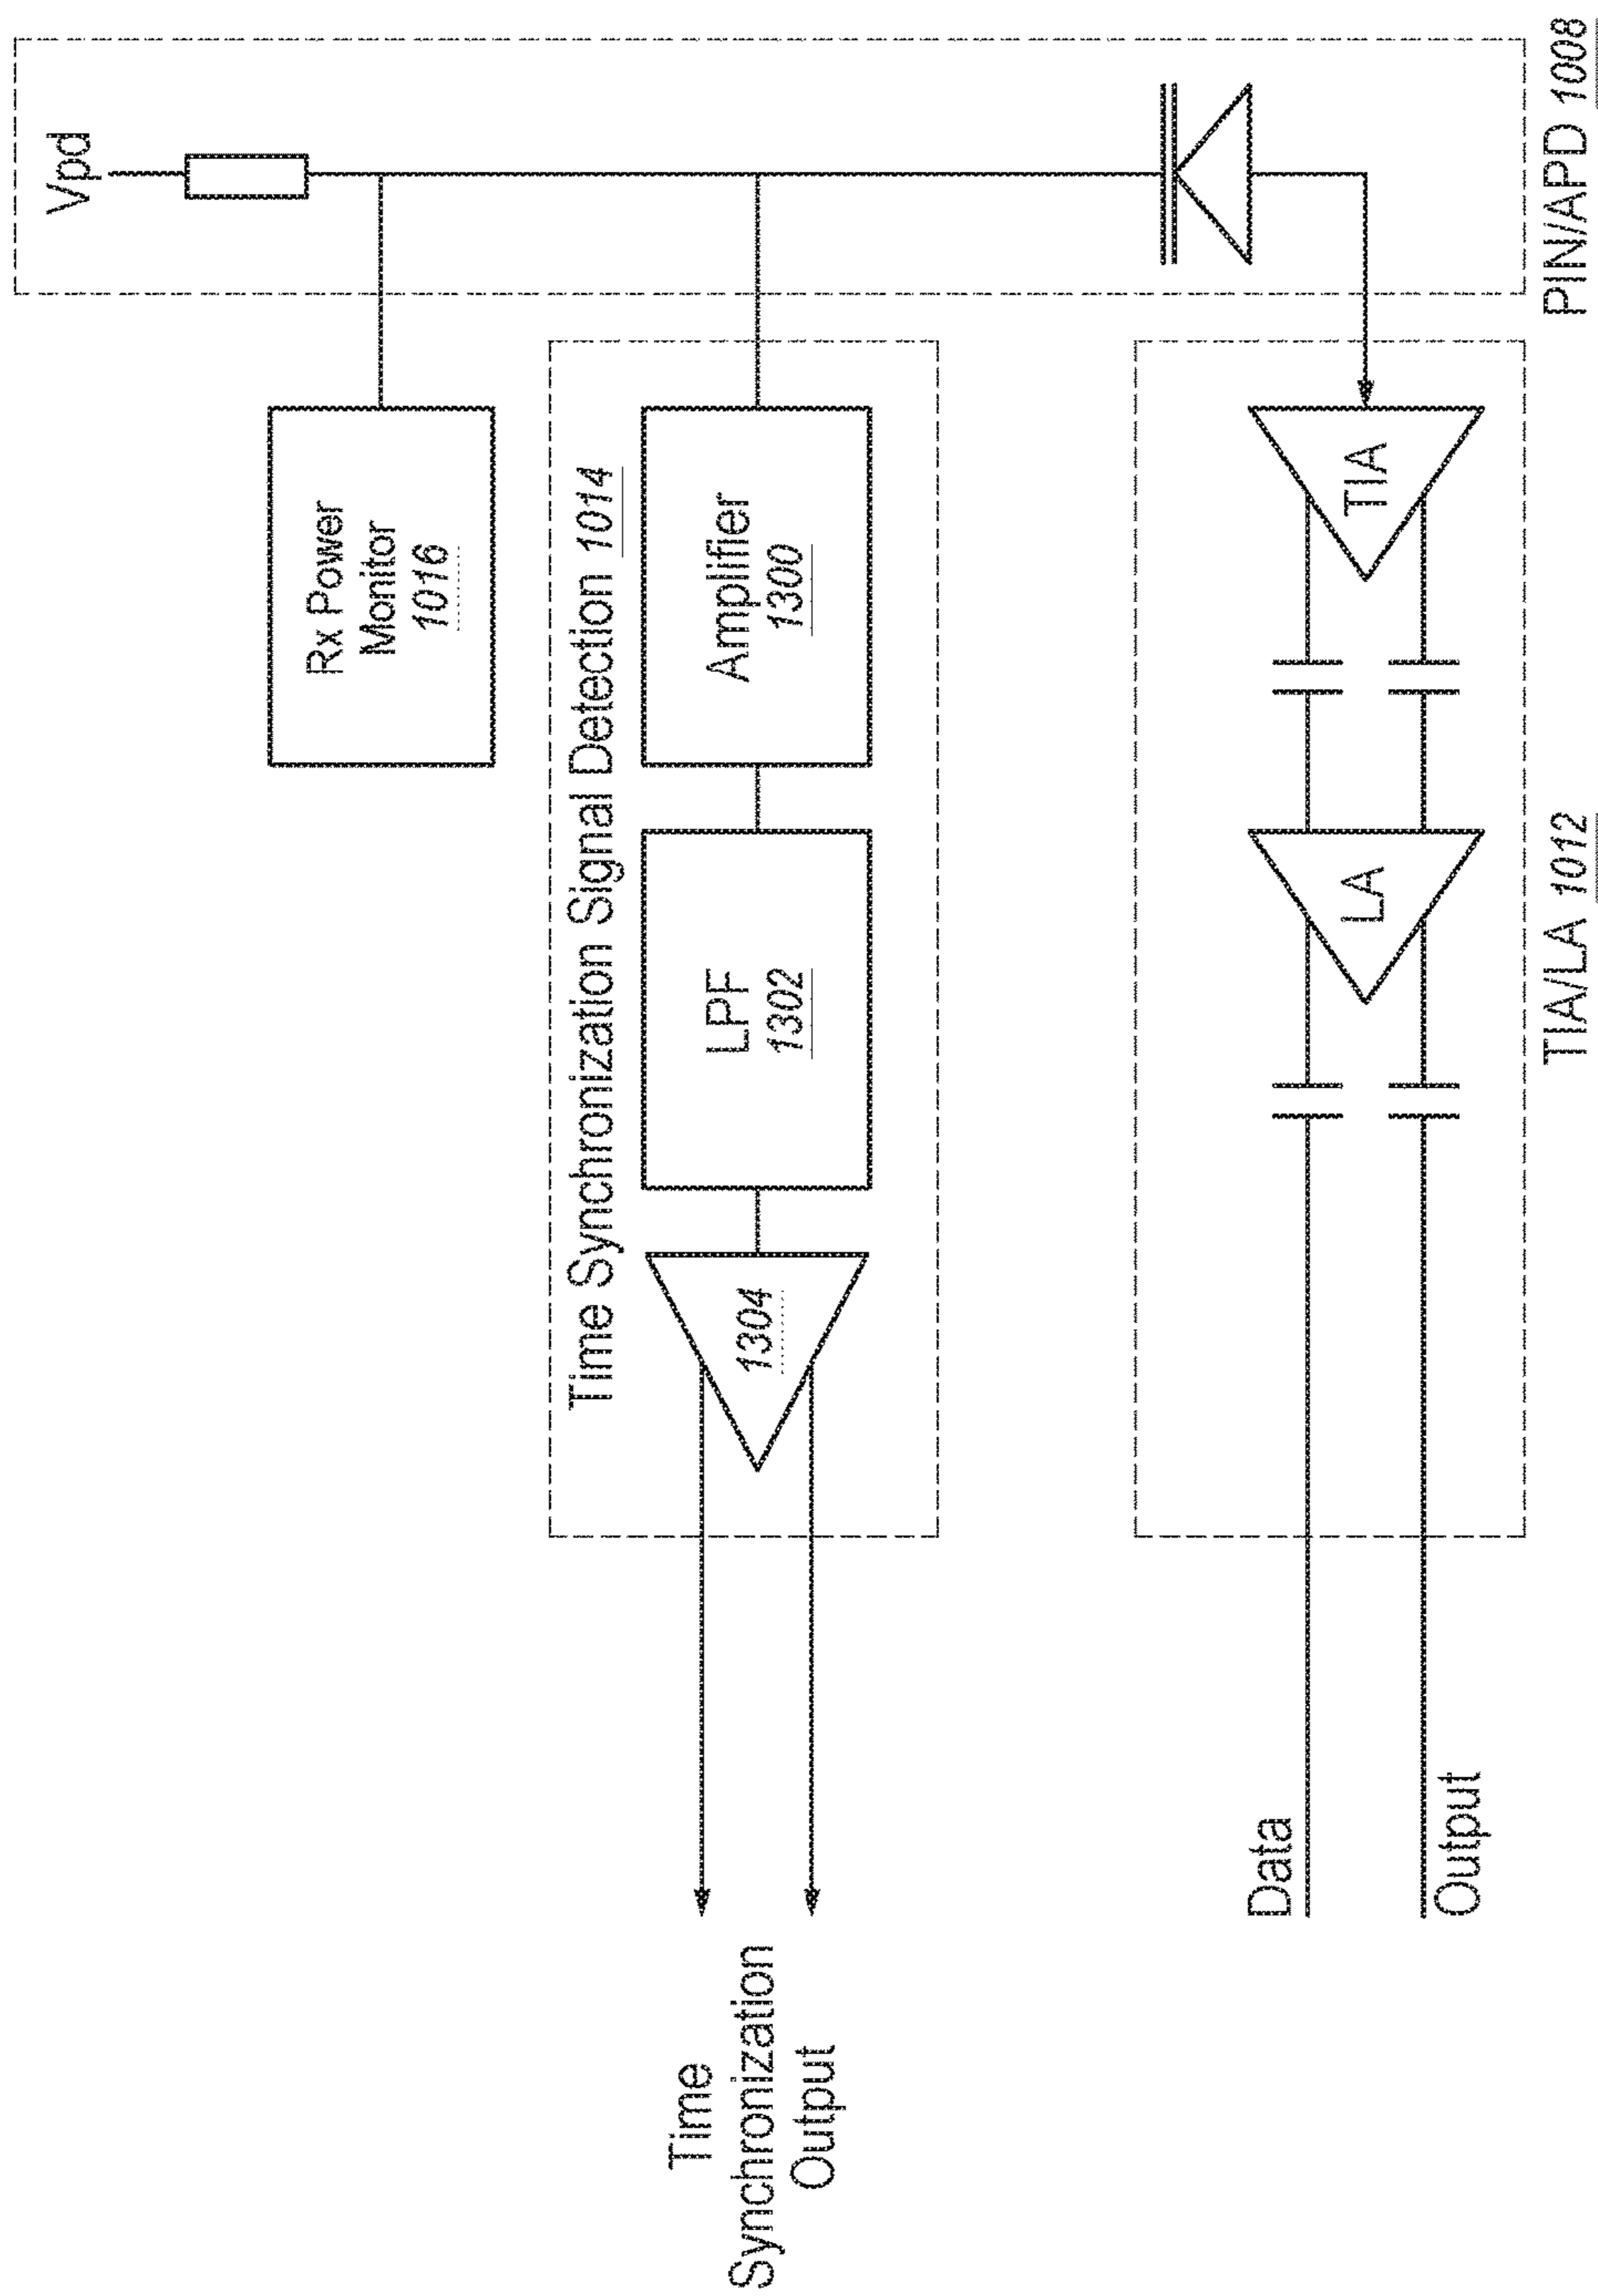 Vpd
PIN/APD 1008
Rx Power
Monitor
1016
Time Synchronization Signal Detection 1014
Amplifier
1300
LPF
1302
1304
Time
Synchronization
Output
TIA
LA
TIA/LA 1012
Data
Output